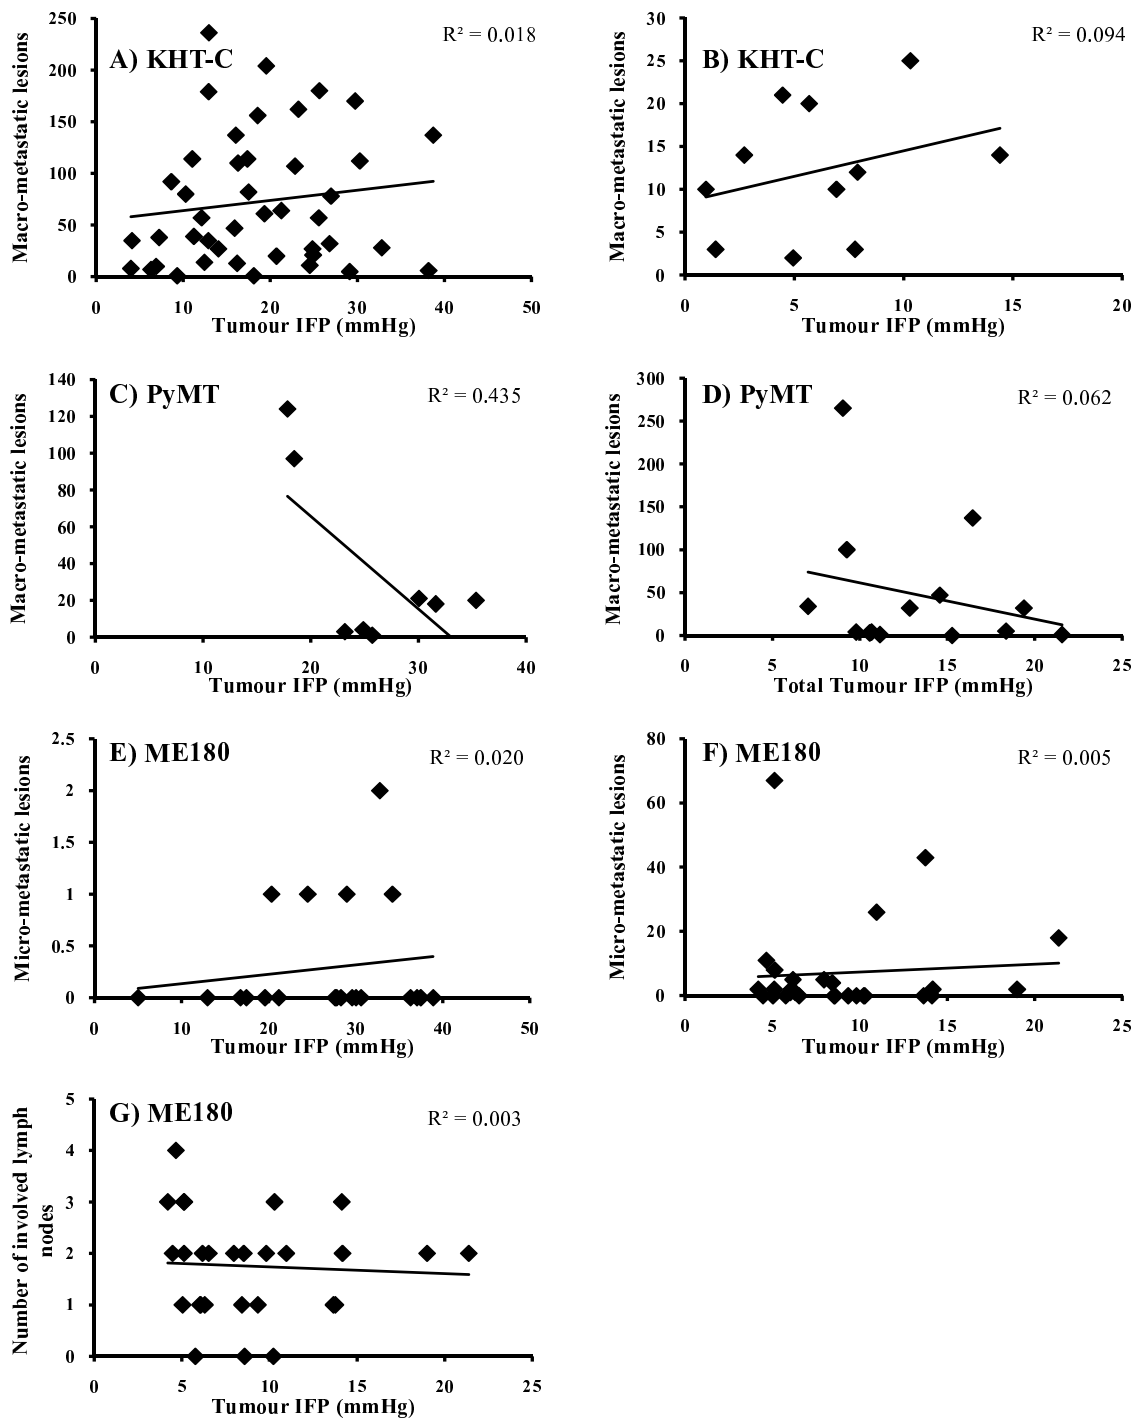 A) KHT-C
R² = 0.018
Macro-metastatic lesions
250
200
150
100
50
0
0 10 20 30 40 50
Tumour IFP (mmHg)
B) KHT-C
R² = 0.094
Macro-metastatic lesions
30
25
20
15
10
5
0
0 5 10 15 20
Tumour IFP (mmHg)
C) PyMT
R² = 0.435
Macro-metastatic lesions
140
120
100
80
60
40
20
0
0 10 20 30 40
Tumour IFP (mmHg)
D) PyMT
R² = 0.062
Macro-metastatic lesions
300
250
200
150
100
50
0
0 5 10 15 20 25
Total Tumour IFP (mmHg)
E) ME180
R² = 0.020
Micro-metastatic lesions
2.5
2
1.5
1
0.5
0
0 10 20 30 40 50
Tumour IFP (mmHg)
F) ME180
R² = 0.005
Micro-metastatic lesions
80
60
40
20
0
0 5 10 15 20 25
Tumour IFP (mmHg)
G) ME180
R² = 0.003
Number of involved lymph
nodes
5
4
3
2
1
0
0 5 10 15 20 25
Tumour IFP (mmHg)